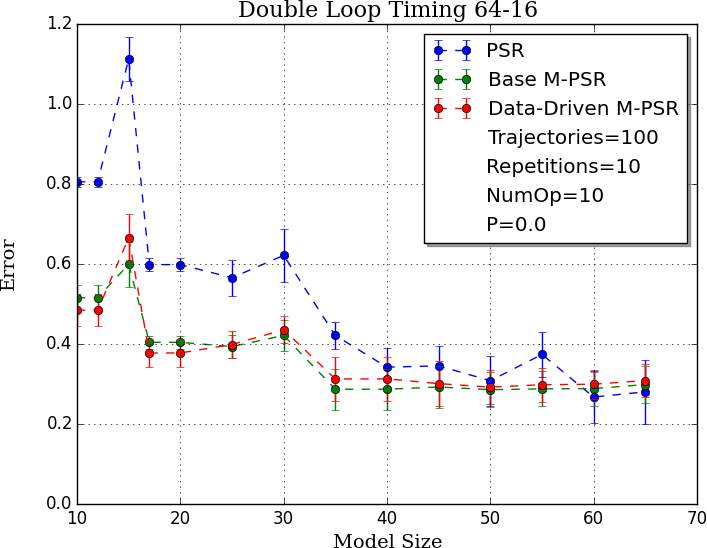 Double Loop Timing 64-16
1.2
1.0
0.8
0.6
0.4
0.2
0.0
Error
PSR
Base M-PSR
Data-Driven M-PSR
Trajectories=100
Repetitions=10
NumOp=10
P=0.0
10 20 30 40 50 60 70
Model Size